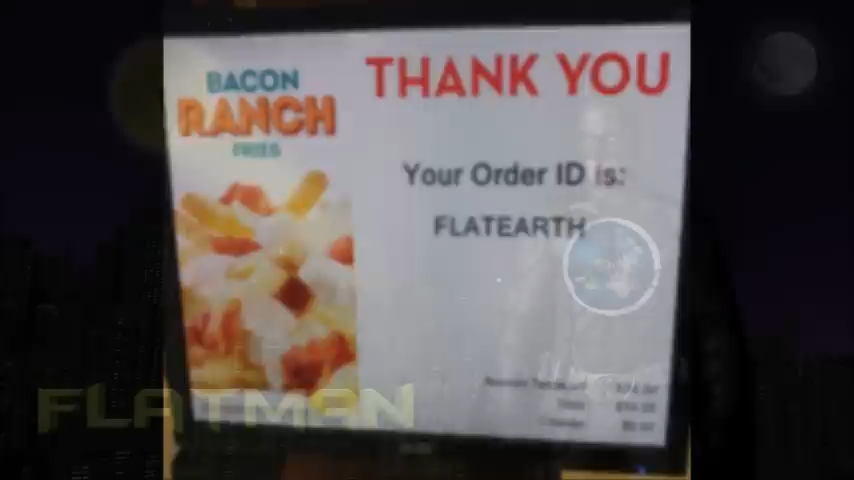 BACON
RANCH
FRIES
THANK YOU
Your Order ID is:
FLATEARTH
FLATMAN